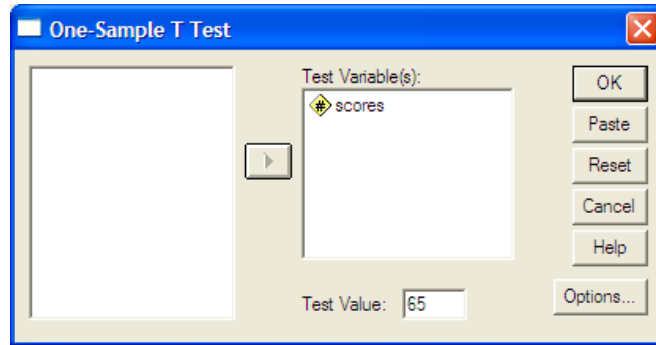 One-Sample T Test
Test Variable(s):
# scores
OK
Paste
Reset
Cancel
Help
Test Value: 65
Options...